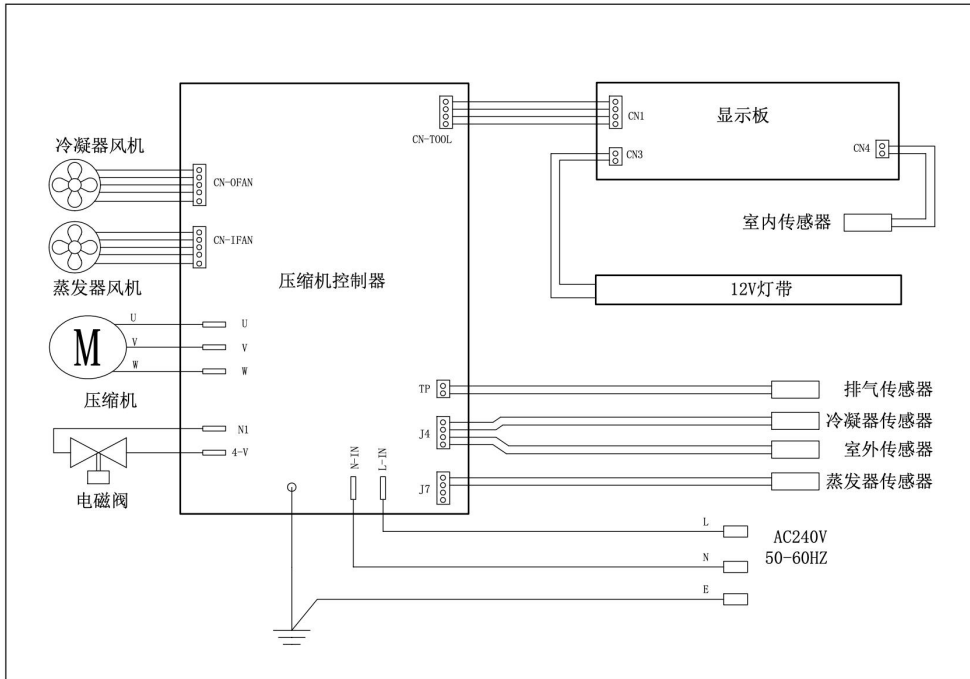 冷凝器风机
CN-OFAN
蒸发器风机
CN-IFAN
压缩机控制器
CN-TOOL
CN1
显示板
CN3
CN4
室内传感器
12V灯带
M
U
V
W
U
V
W
压缩机
N1
4-V
电磁阀
N-IN
L-IN
TP
J4
J7
排气传感器
冷凝器传感器
室外传感器
蒸发器传感器
L
N
E
AC240V
50-60HZ